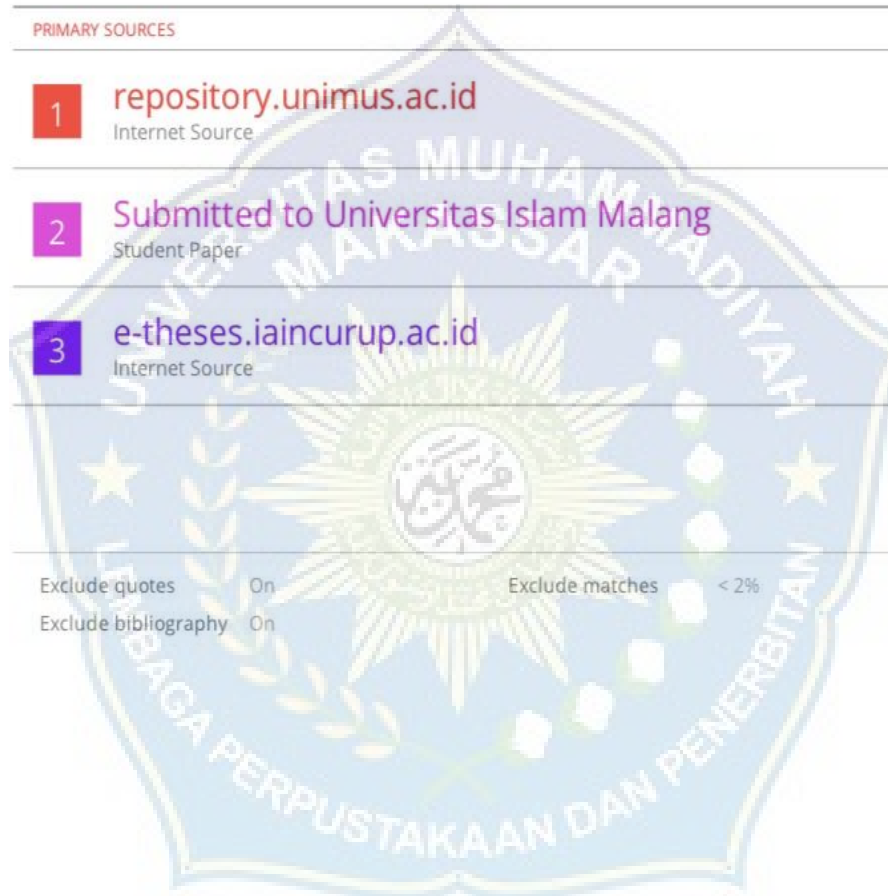 PRIMARY SOURCES
1 repository.unimus.ac.id
Internet Source
2 Submitted to Universitas Islam Malang
Student Paper
3 e-theses.iaincurup.ac.id
Internet Source
Exclude quotes On Exclude matches < 2%
Exclude bibliography On
UNIVERSITAS MUHAMMADIYAH
MAKASSAR
LEMBAGA PERPUSTAKAAN DAN PENERBITAN